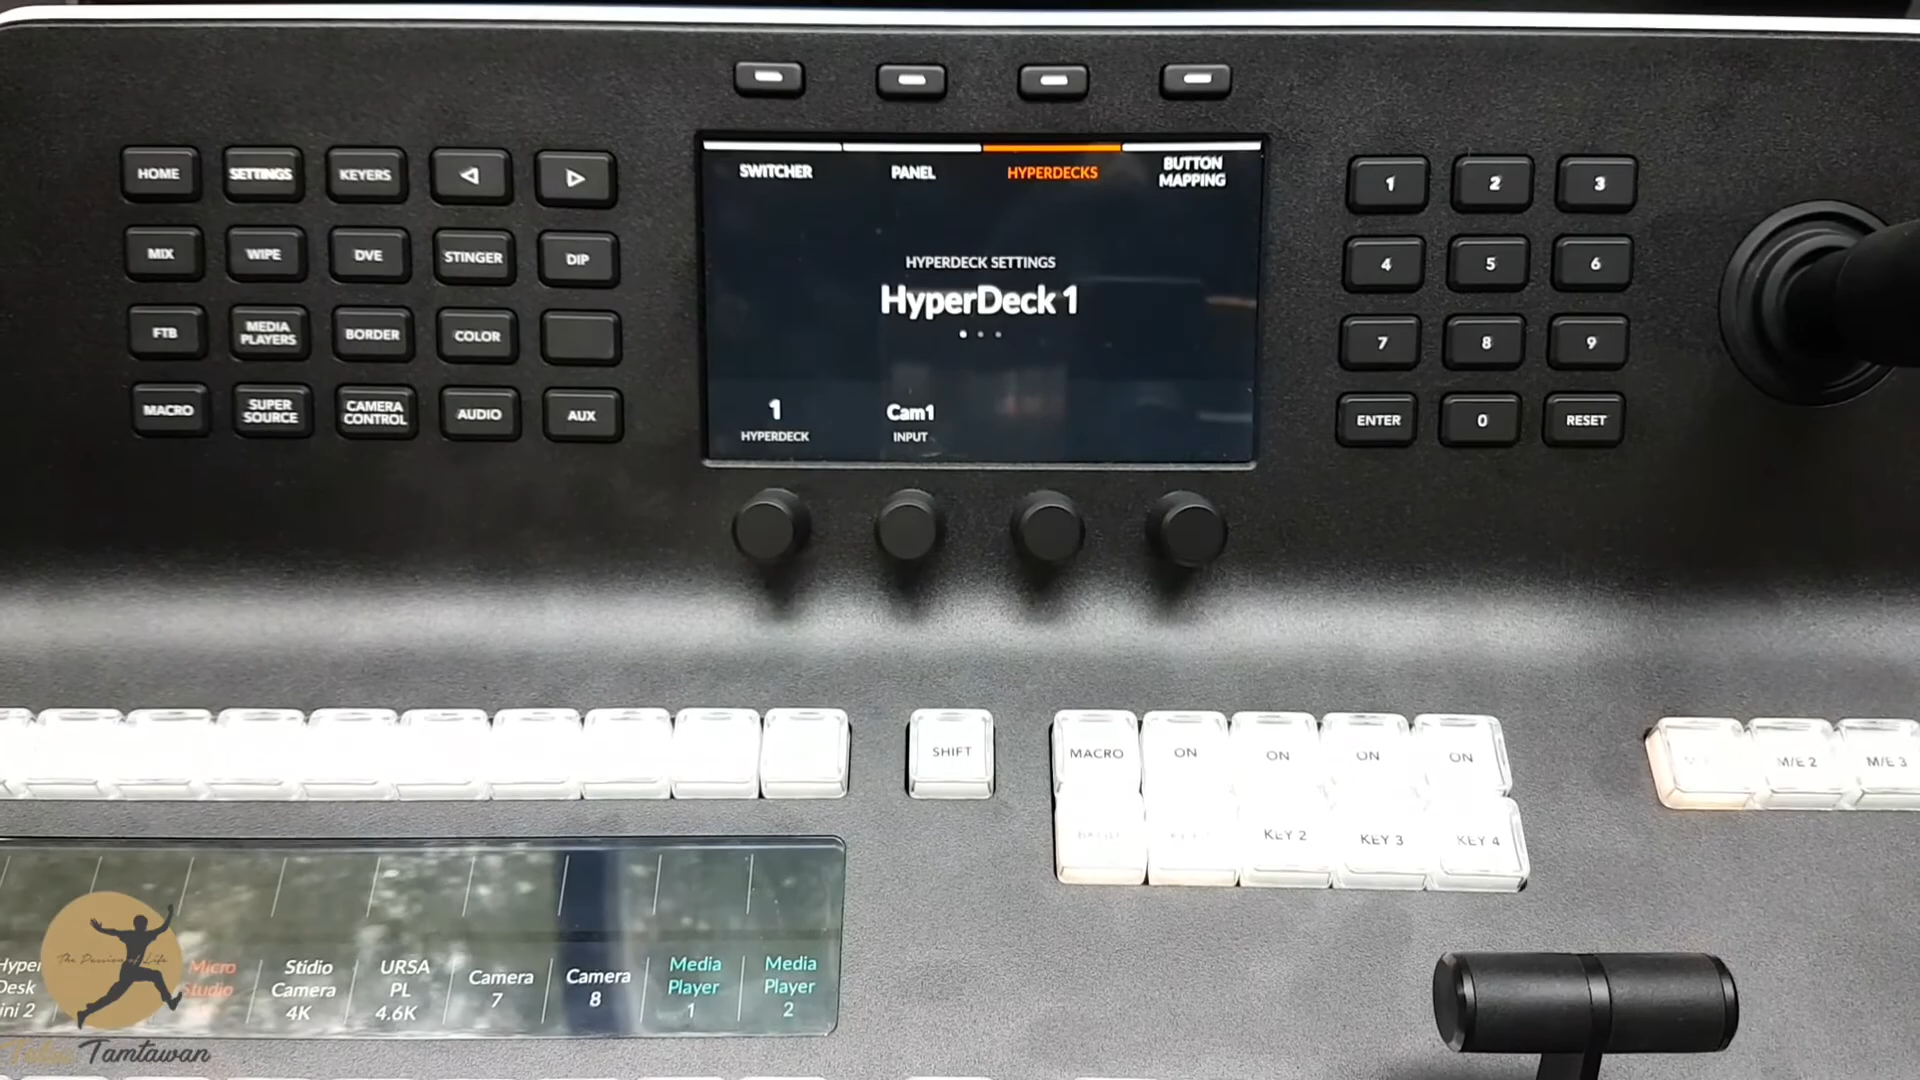 HOME SETTINGS KEYERS
MIX WIPE DVE STINGER DIP
FTB MEDIA PLAYERS BORDER COLOR
MACRO SUPER SOURCE CAMERA CONTROL AUDIO AUX
SWITCHER PANEL HYPERDECKS BUTTON MAPPING
HYPERDECK SETTINGS
HyperDeck 1
1 Cam1
HYPERDECK INPUT
1 2 3
4 5 6
7 8 9
ENTER 0 RESET
SHIFT MACRO ON ON ON ON
M/E 2 M/E 3
KEY 2 KEY 3 KEY 4
Micro Studio
Stidio Camera 4K
URSA PL 4.6K
Camera 7
Camera 8
Media Player 1
Media Player 2
The Passion of Life
Tamtawan